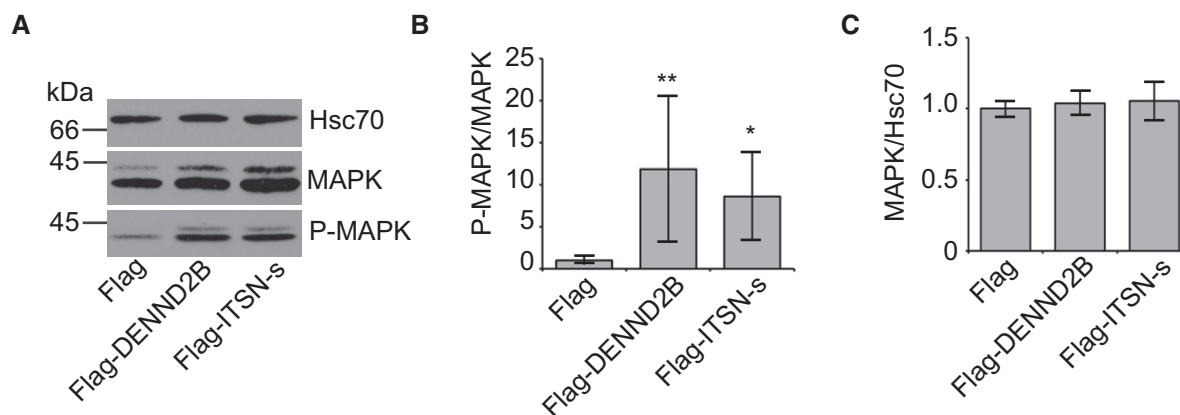 A
kDa
66
45
45
Hsc70
MAPK
P-MAPK
Flag
Flag-DENND2B
Flag-ITSN-s
B
P-MAPK/MAPK
25
20
15
10
5
0
**
*
Flag
Flag-DENND2B
Flag-ITSN-s
C
MAPK/Hsc70
1.5
1.0
0.5
0
Flag
Flag-DENND2B
Flag-ITSN-s